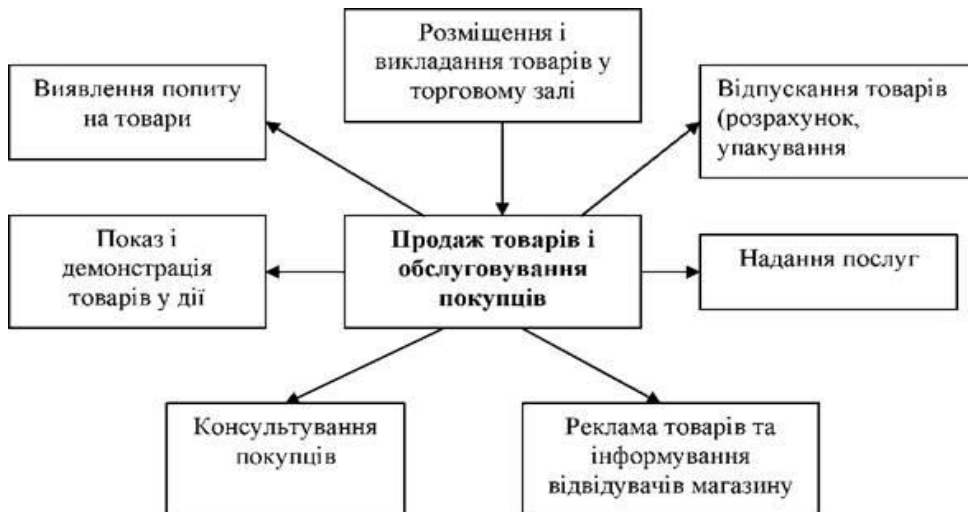 Розміщення і
викладання товарів у
торговому залі
Виявлення попиту
на товари
Відпускання товарів
(розрахунок,
упакування
Показ і
демонстрація
товарів у дії
Продаж товарів і
обслуговування
покупців
Надання послуг
Консультування
покупців
Реклама товарів та
інформування
відвідувачів магазину